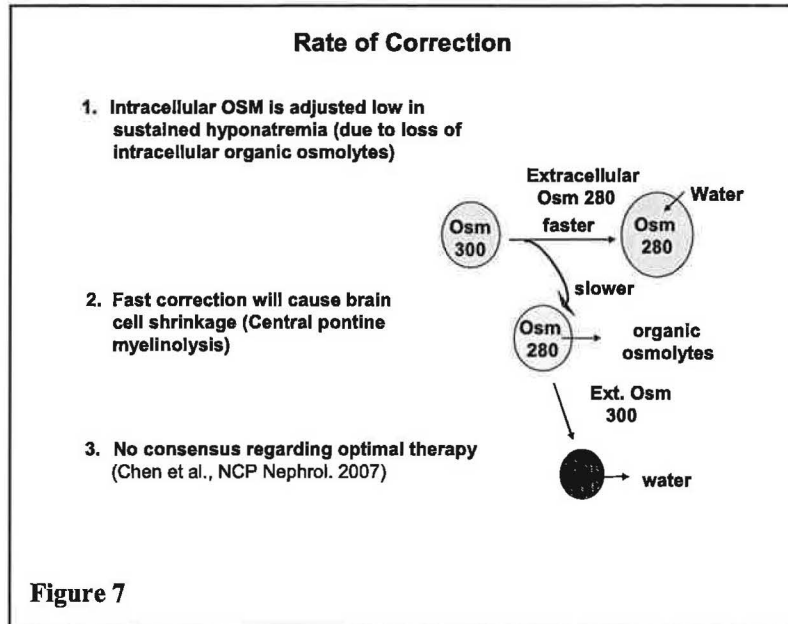 Rate of Correction
1. Intracellular OSM is adjusted low in
sustained hyponatremia (due to loss of
intracellular organic osmolytes)
Extracellular
Osm 280
Water
Osm
300
faster
Osm
280
slower
2. Fast correction will cause brain
cell shrinkage (Central pontine
myelinolysis)
Osm
280
organic
osmolytes
Ext. Osm
300
3. No consensus regarding optimal therapy
(Chen et al., NCP Nephrol. 2007)
water
Figure 7